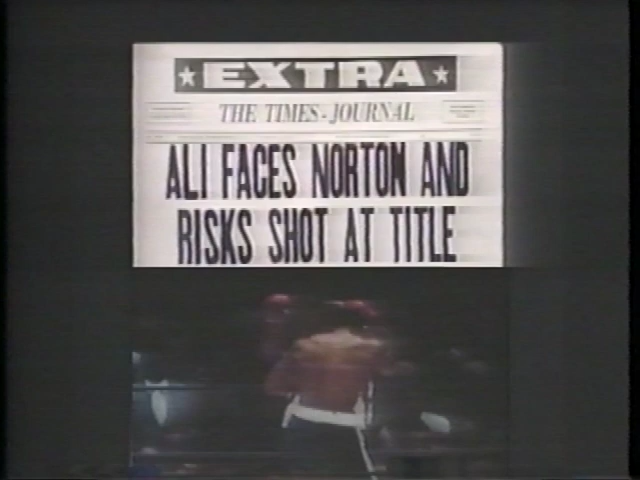 ★ EXTRA ★
THE TIMES-JOURNAL
ALI FACES NORTON AND
RISKS SHOT AT TITLE